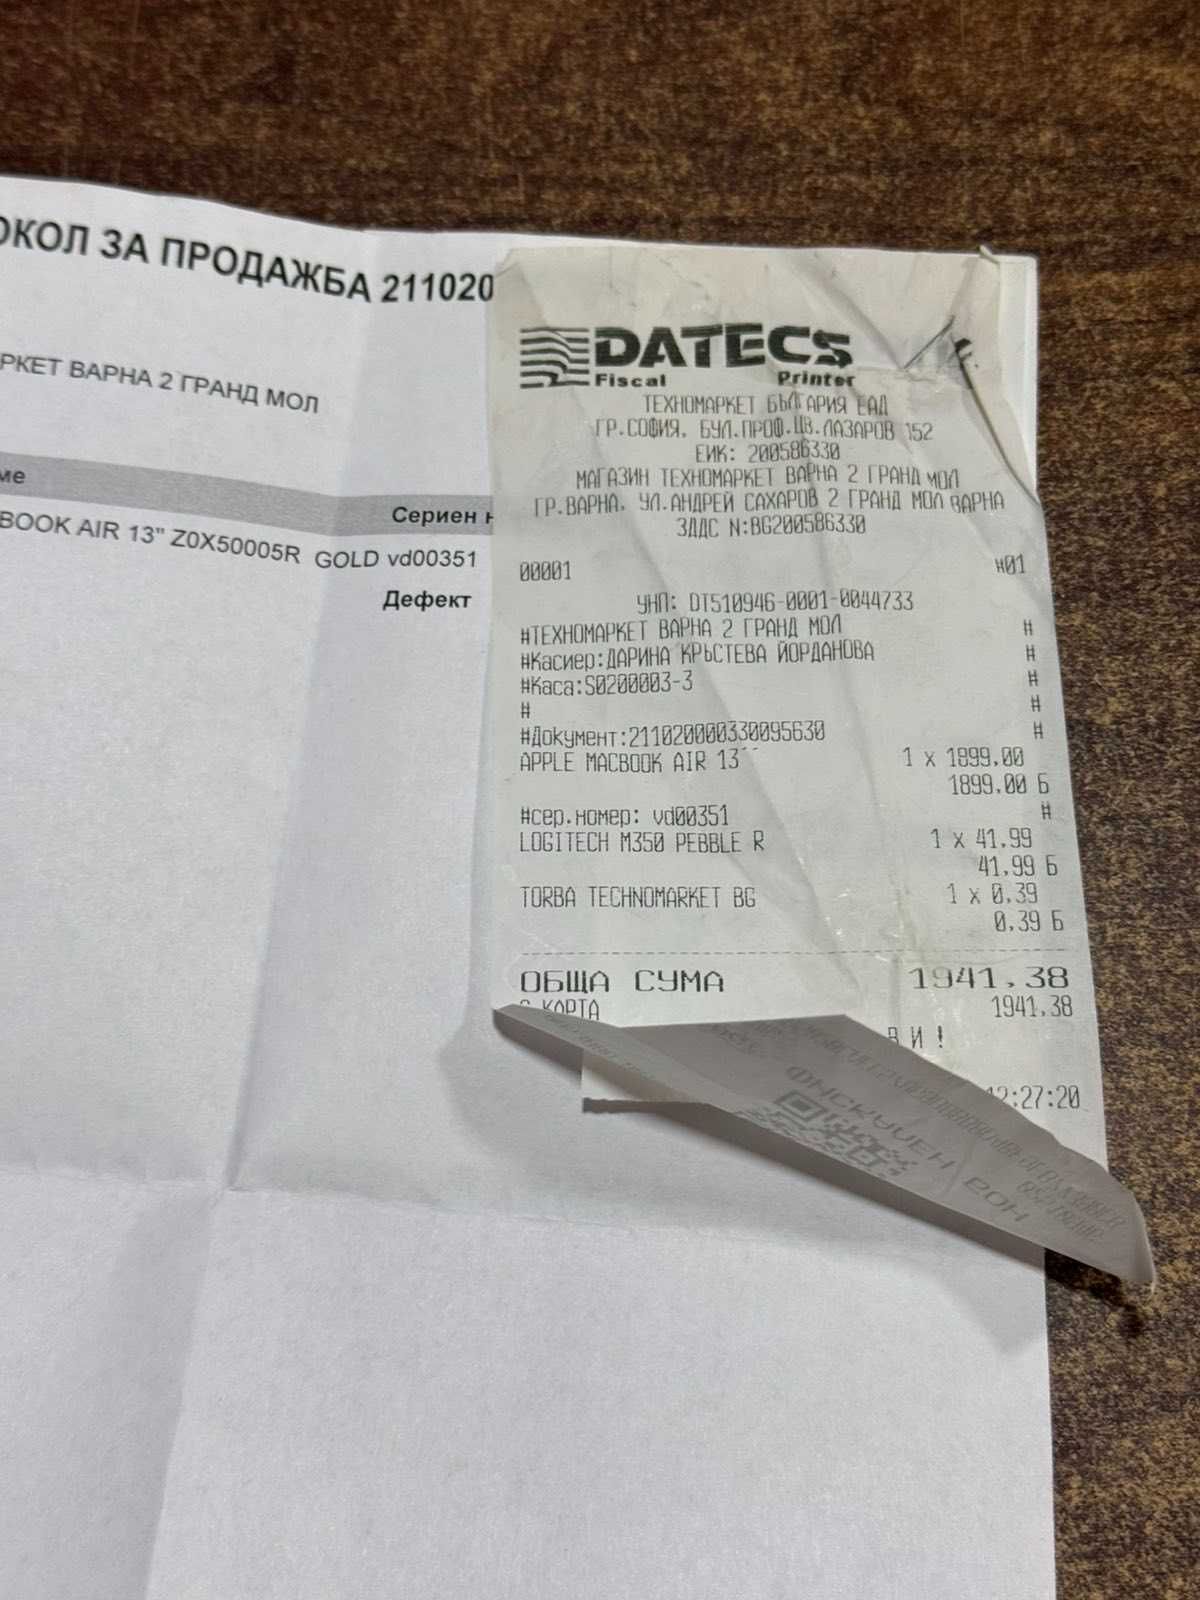 ОКОЛ ЗА ПРОДАЖБА 211020
РКЕТ ВАРНА 2 ГРАНД МОЛ
ме
Сериен н
BOOK AIR 13" Z0X50005R GOLD vd00351
Дефект
DATECS
Fiscal Printer
ТЕХНОМАРКЕТ БЪЛГАРИЯ ЕАД
ГР.СОФИЯ, БУЛ.ПРОФ.ЦВ.ЛАЗАРОВ 152
ЕИК: 200586330
МАГАЗИН ТЕХНОМАРКЕТ ВАРНА 2 ГРАНД МОЛ
ГР.ВАРНА, УЛ.АНДРЕЙ САХАРОВ 2 ГРАНД МОЛ ВАРНА
ЗДДС N:BG200586330
00001 #01
УНП: DT510946-0001-0044733
#ТЕХНОМАРКЕТ ВАРНА 2 ГРАНД МОЛ #
#Касиер:ДАРИНА КРЪСТЕВА ЙОРДАНОВА #
#Каса:S0200003-3 #
# #
#Документ:211020000330095630 #
APPLE MACBOOK AIR 13'' 1 x 1899.00
1899.00 Б
#сер.номер: vd00351 #
LOGITECH M350 PEBBLE R 1 x 41.99
41.99 Б
TORBA TECHNOMARKET BG 1 x 0.39
0.39 Б
ОБЩА СУМА 1941.38
С КАРТА 1941.38
В И !
12:27:20
ФИСКАЛЕН БОН